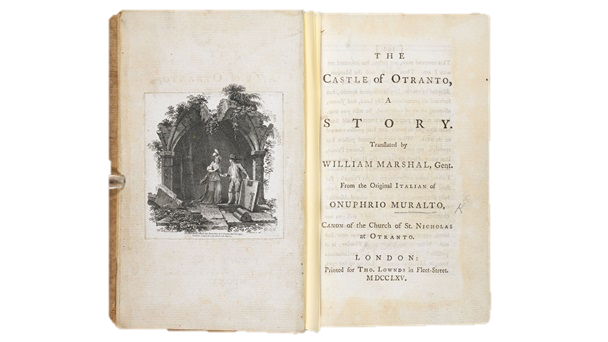 THE
CASTLE of OTRANTO,
A
STORY.
Translated by
WILLIAM MARSHAL, Gent.
From the Original ITALIAN of
ONUPHRIO MURALTO,
CANON of the Church of St. NICHOLAS
at OTRANTO.
LONDON:
Printed for THO. LOWNDS in Fleet-Street.
MDCCLXV.